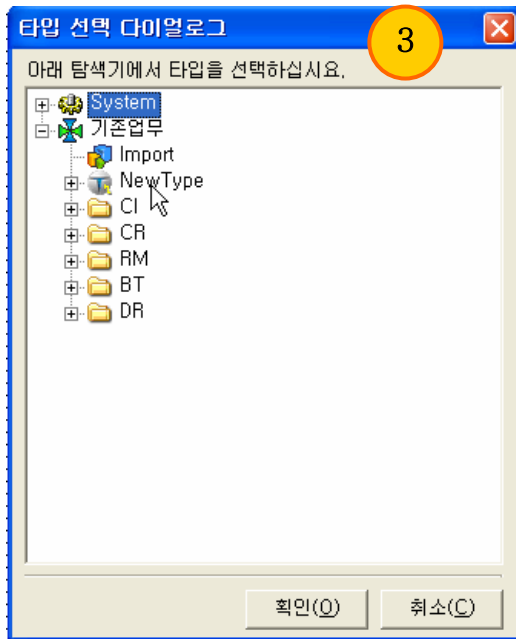 타입 선택 다이얼로그
3
아래 탐색기에서 타입을 선택하십시요.
System
기존업무
Import
NewType
CI
CR
RM
BT
DR
확인(O) 취소(C)